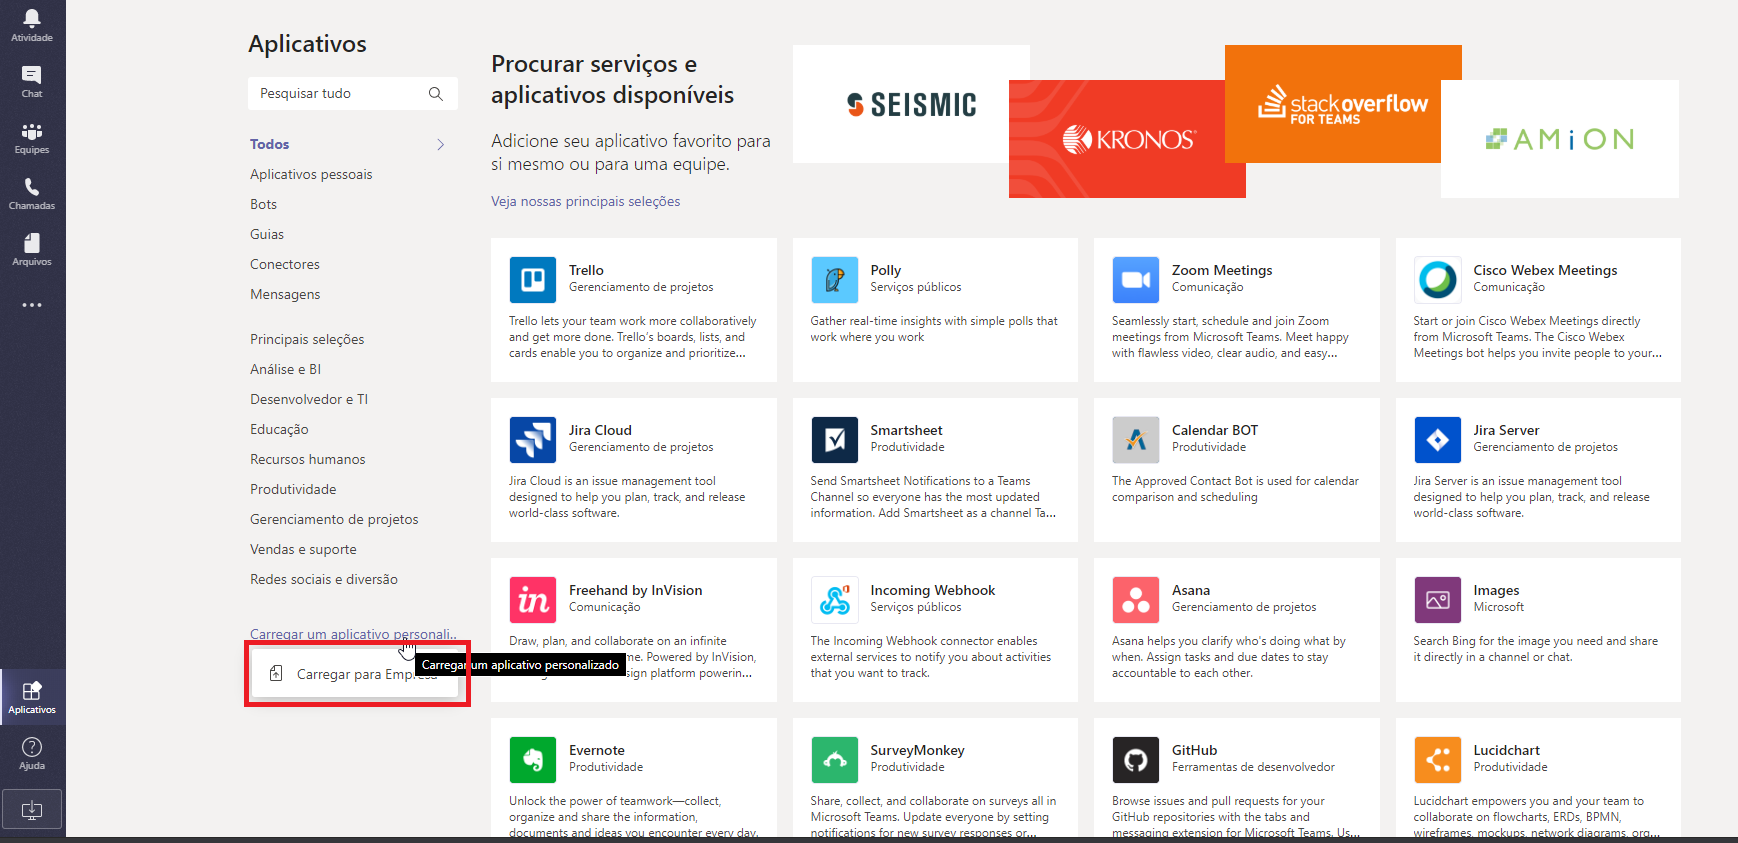 Atividade
Chat
Equipes
Chamadas
Arquivos
Aplicativos
Ajuda
Aplicativos
Pesquisar tudo
Todos
Aplicativos pessoais
Bots
Guias
Conectores
Mensagens
Principais seleções
Análise e BI
Desenvolvedor e TI
Educação
Recursos humanos
Produtividade
Gerenciamento de projetos
Vendas e suporte
Redes sociais e diversão
Carregar um aplicativo personali..
Carregar para Empresa
Carregar um aplicativo personalizado
Procurar serviços e
aplicativos disponíveis
Adicione seu aplicativo favorito para
si mesmo ou para uma equipe.
Veja nossas principais seleções
SEISMIC
KRONOS
stackoverflow
FOR TEAMS
AMiON
Trello
Gerenciamento de projetos
Trello lets your team work more collaboratively
and get more done. Trello's boards, lists, and
cards enable you to organize and prioritize...
Polly
Serviços públicos
Gather real-time insights with simple polls that
work where you work
Zoom Meetings
Comunicação
Seamlessly start, schedule and join Zoom
meetings from Microsoft Teams. Meet happy
with flawless video, clear audio, and easy...
Cisco Webex Meetings
Comunicação
Start or join Cisco Webex Meetings directly
from Microsoft Teams. The Cisco Webex
Meetings bot helps you invite people to your...
Jira Cloud
Gerenciamento de projetos
Jira Cloud is an issue management tool
designed to help you plan, track, and release
world-class software.
Smartsheet
Produtividade
Send Smartsheet Notifications to a Teams
Channel so everyone has the most updated
information. Add Smartsheet as a channel Ta...
Calendar BOT
Produtividade
The Approved Contact Bot is used for calendar
comparison and scheduling
Jira Server
Gerenciamento de projetos
Jira Server is an issue management tool
designed to help you plan, track, and release
world-class software.
in
Freehand by InVision
Comunicação
Draw, plan, and collaborate on an infinite
me. Powered by InVision,
sign platform powerin...
Incoming Webhook
Serviços públicos
The Incoming Webhook connector enables
external services to notify you about activities
that you want to track.
Asana
Gerenciamento de projetos
Asana helps you clarify who's doing what by
when. Assign tasks and due dates to stay
accountable to each other.
Images
Microsoft
Search Bing for the image you need and share
it directly in a channel or chat.
Evernote
Produtividade
Unlock the power of teamwork—collect,
organize and share the information,
documents and ideas you encounter every day.
SurveyMonkey
Produtividade
Share, collect, and collaborate on surveys all in
Microsoft Teams. Update everyone by setting
notifications for new survey responses or...
GitHub
Ferramentas de desenvolvedor
Browse issues and pull requests for your
GitHub repositories with the tabs and
messaging extension for Microsoft Teams. Us...
Lucidchart
Produtividade
Lucidchart empowers you and your team to
collaborate on flowcharts, ERDs, BPMN,
wireframes, mockups, network diagrams, org...